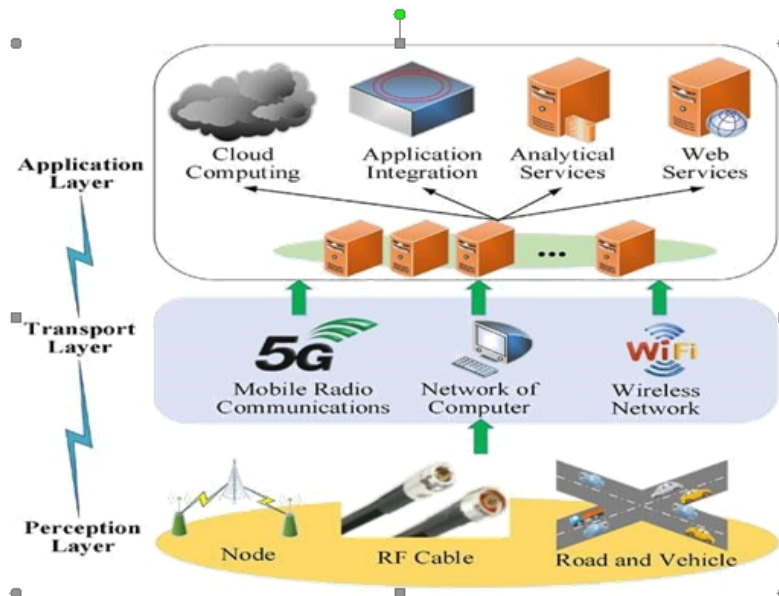 Cloud
Computing
Application
Integration
Analytical
Services
Web
Services
Application
Layer
...
Transport
Layer
5G
Mobile Radio
Communications
Network of
Computer
WiFi
Wireless
Network
Perception
Layer
Node
RF Cable
Road and Vehicle